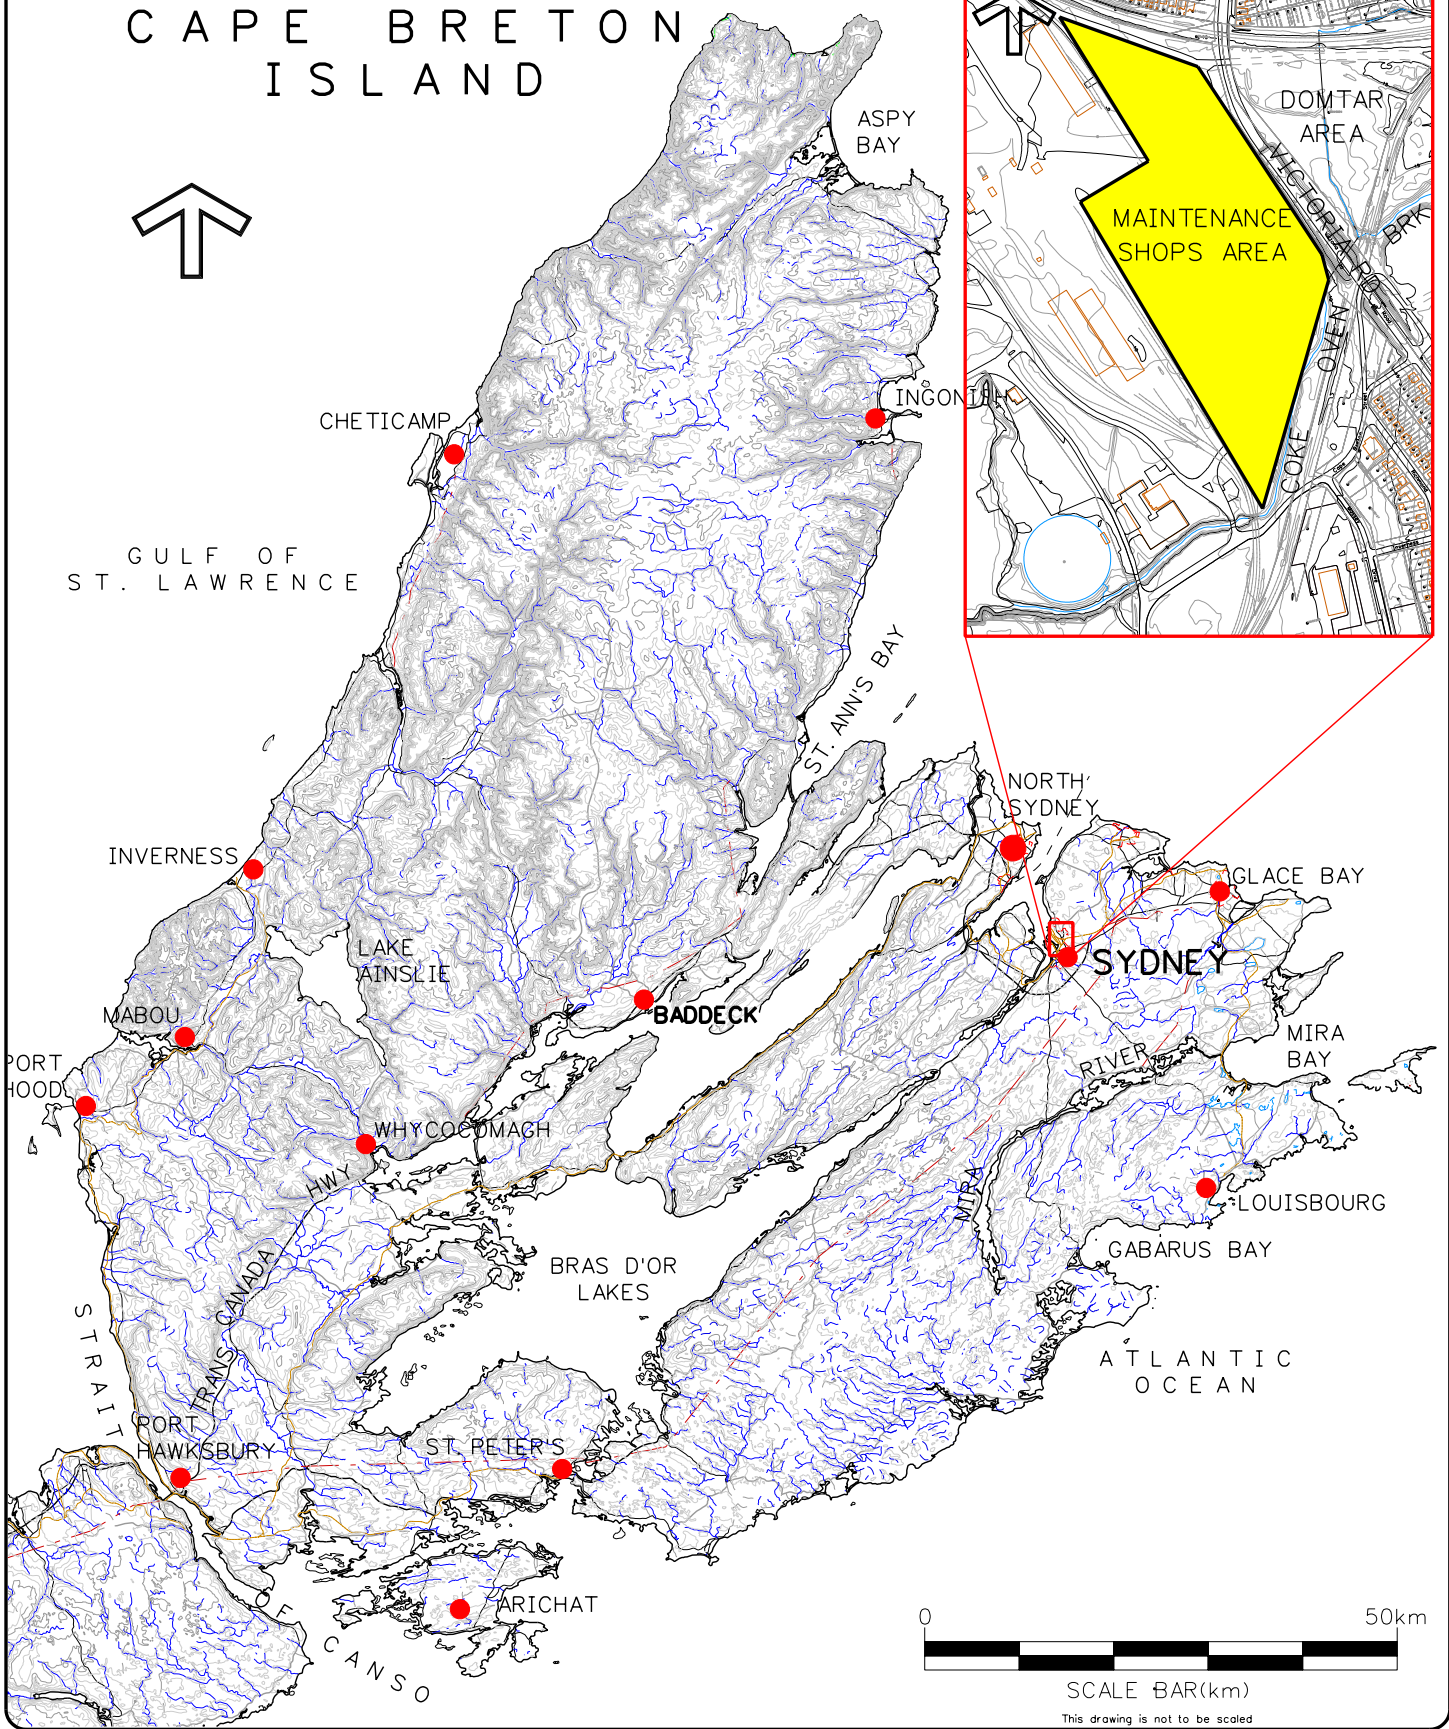 CAPE BRETON
ISLAND
ASPY
BAY
DOMTAR
AREA
VICTORIA RD
MAINTENANCE
SHOPS AREA
BRK
OVEN
COKE
INGONISH
CHETICAMP
GULF OF
ST. LAWRENCE
ST. ANN'S BAY
NORTH
SYDNEY
INVERNESS
GLACE BAY
LAKE
AINSLIE
SYDNEY
MABOU
BADDECK
MIRA
BAY
PORT
HOOD
RIVER
WHYCOCOMAGH
HWY
MIRA
LOUISBOURG
GABARUS BAY
BRAS D'OR
LAKES
TRANS CANADA
STRAIT
ATLANTIC
OCEAN
PORT
HAWKSBURY
ST. PETER'S
ARICHAT
OF CANSO
0 50km
SCALE BAR(km)
This drawing is not to be scaled